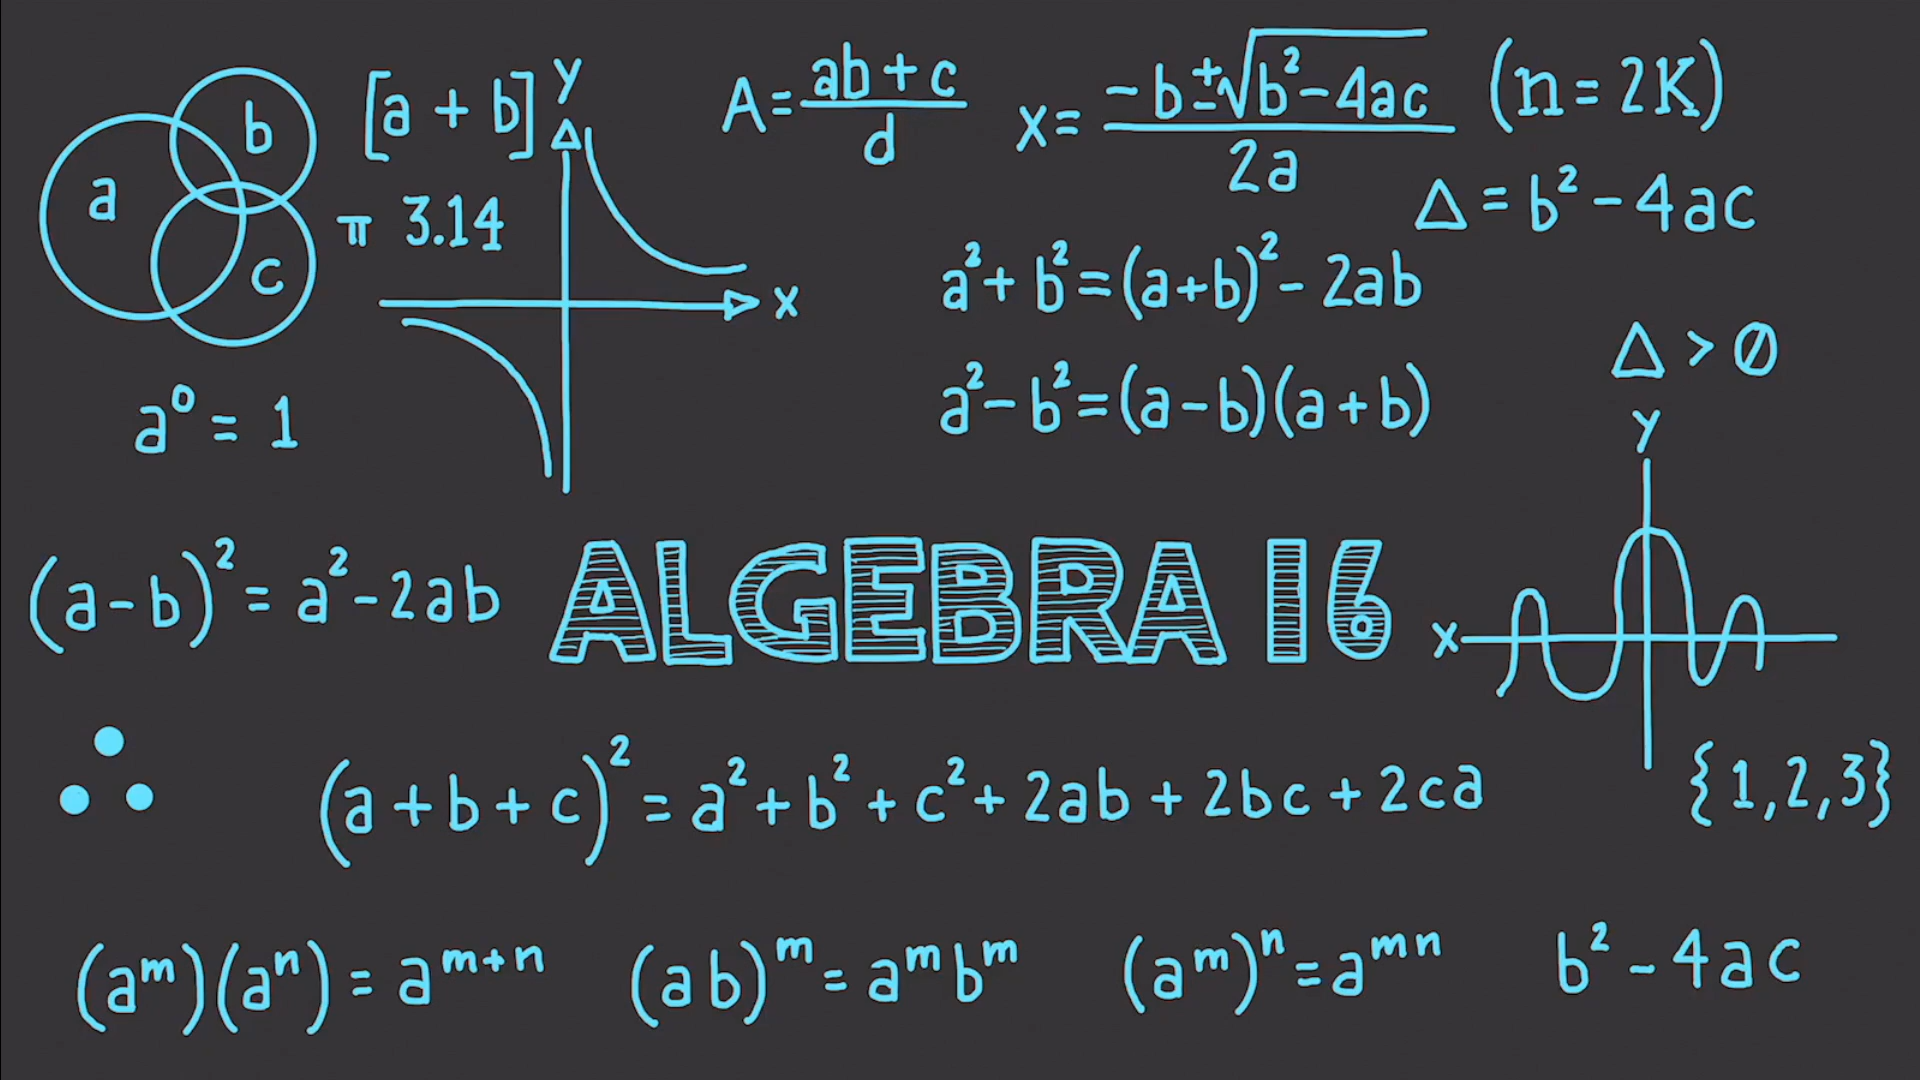 a
b
c
[a + b]
π 3.14
a⁰ = 1
y
x
A = ab + c / d
x = -b ± √b² - 4ac / 2a
(n = 2K)
Δ = b² - 4ac
a² + b² = (a+b)² - 2ab
a² - b² = (a-b)(a+b)
Δ > 0
y
x
(a-b)² = a² - 2ab
ALGEBRA 16
∴
(a + b + c)² = a² + b² + c² + 2ab + 2bc + 2ca
{1,2,3}
(aᵐ)(aⁿ) = aᵐ⁺ⁿ
(ab)ᵐ = aᵐbᵐ
(aᵐ)ⁿ = aᵐⁿ
b² - 4ac